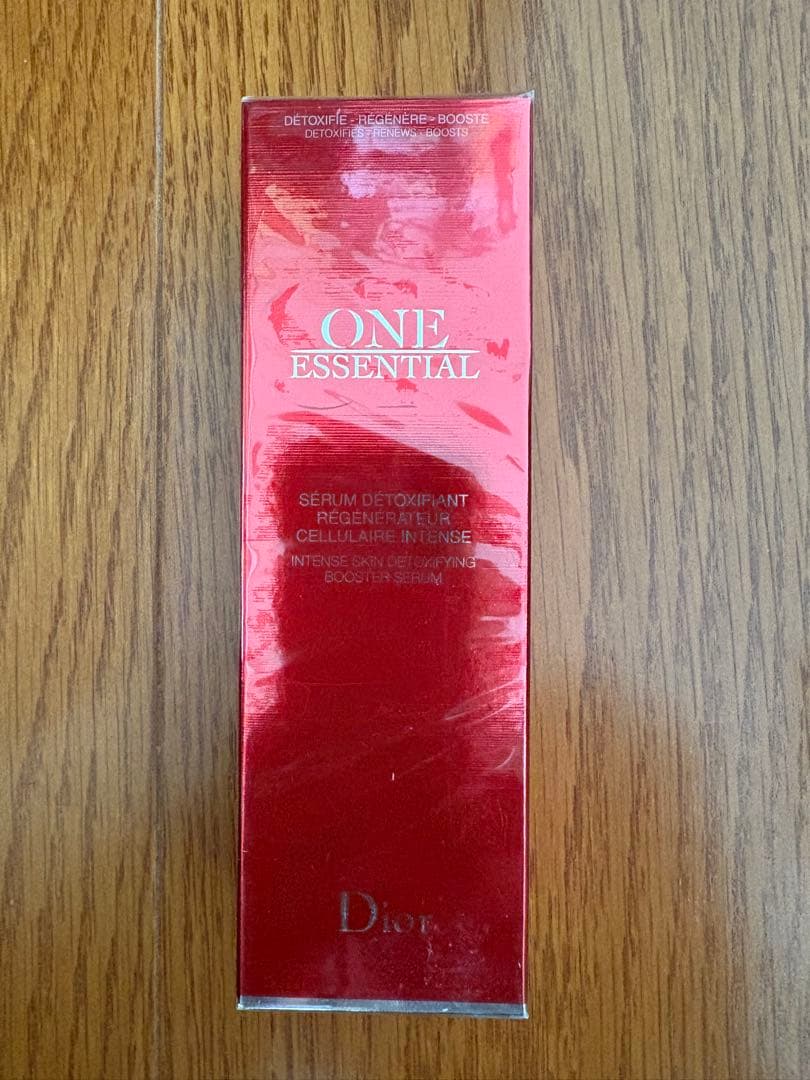 DÉTOXIFIE - RÉGÉNÈRE - BOOSTE
DETOXIFIES - RENEWS - BOOSTS
ONE
ESSENTIAL
SÉRUM DÉTOXIFIANT
RÉGÉNÉRATEUR
CELLULAIRE INTENSE
INTENSE SKIN DETOXIFYING
BOOSTER SERUM
Dior